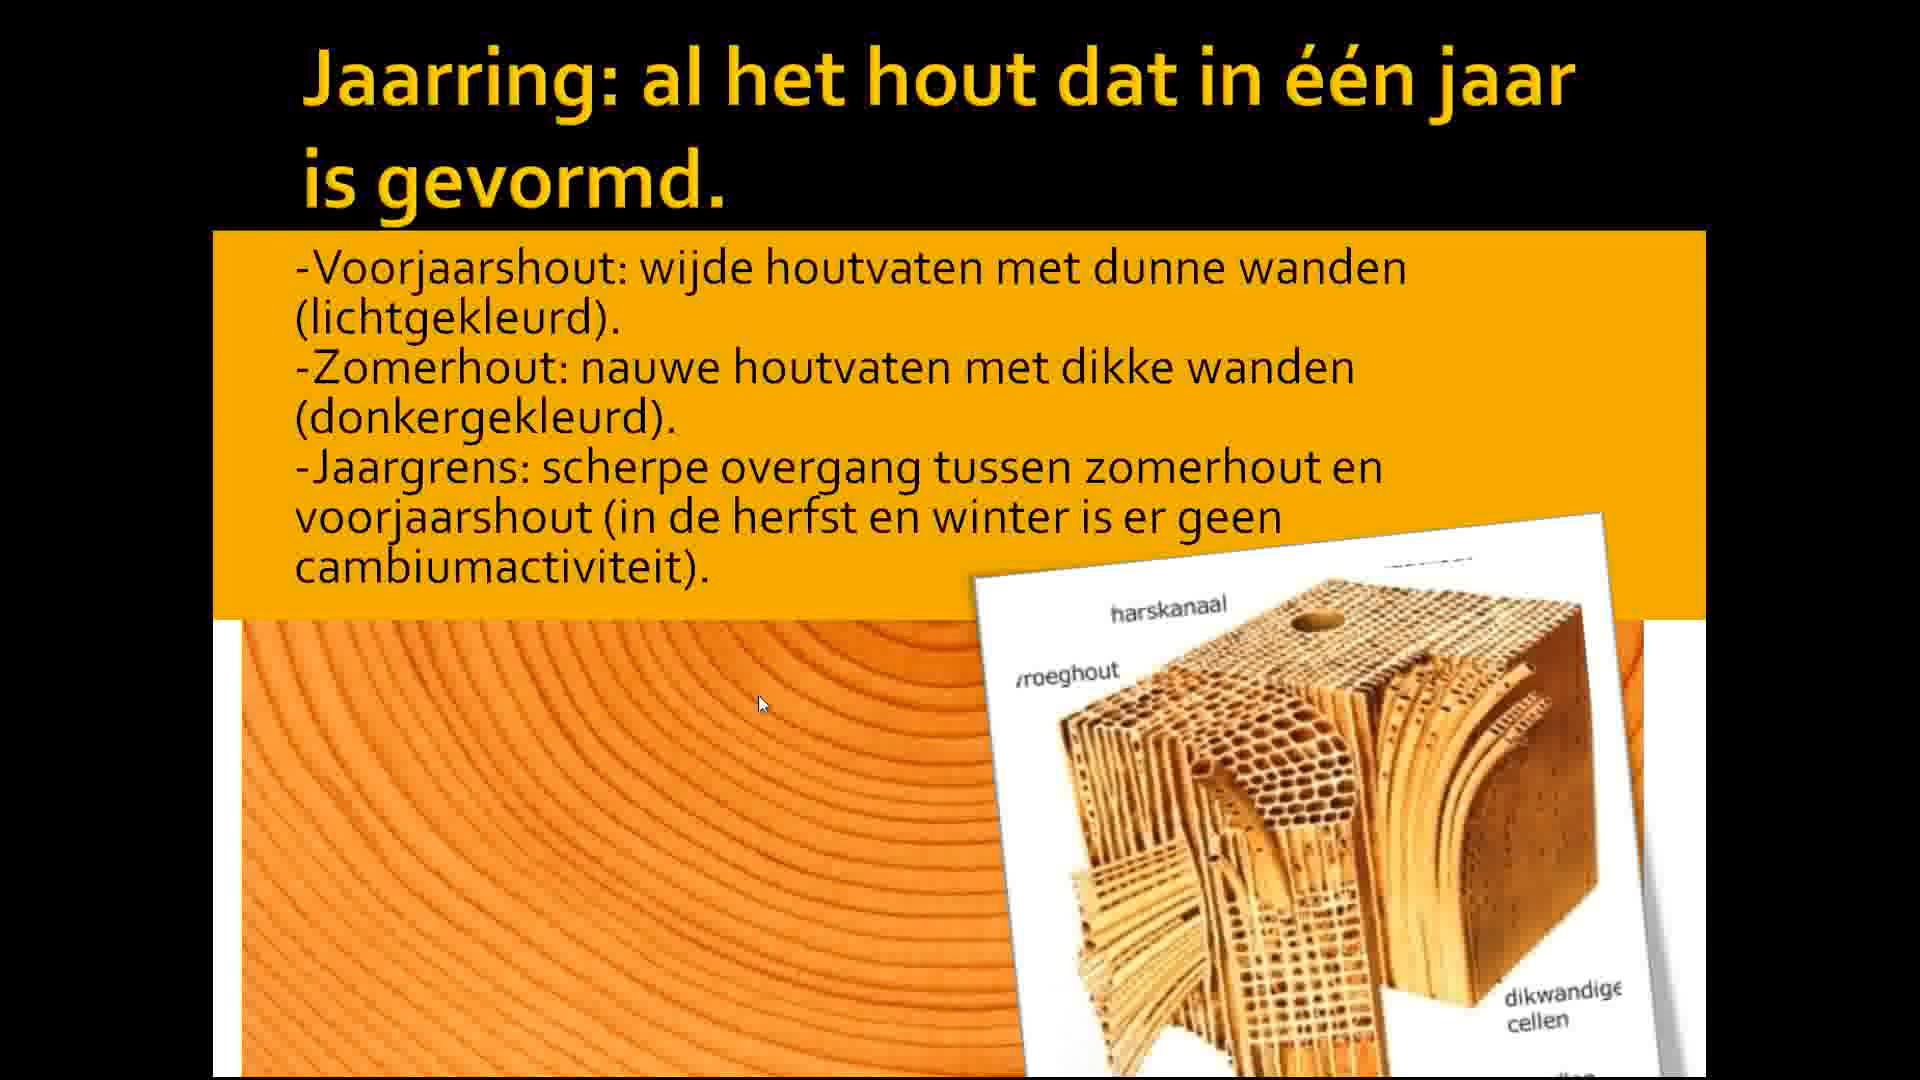 Jaarring: al het hout dat in één jaar
is gevormd.
-Voorjaarshout: wijde houtvaten met dunne wanden
(lichtgekleurd).
-Zomerhout: nauwe houtvaten met dikke wanden
(donkergekleurd).
-Jaargrens: scherpe overgang tussen zomerhout en
voorjaarshout (in de herfst en winter is er geen
cambiumactiviteit).
harskanaal
vroeghout
dikwandige
cellen